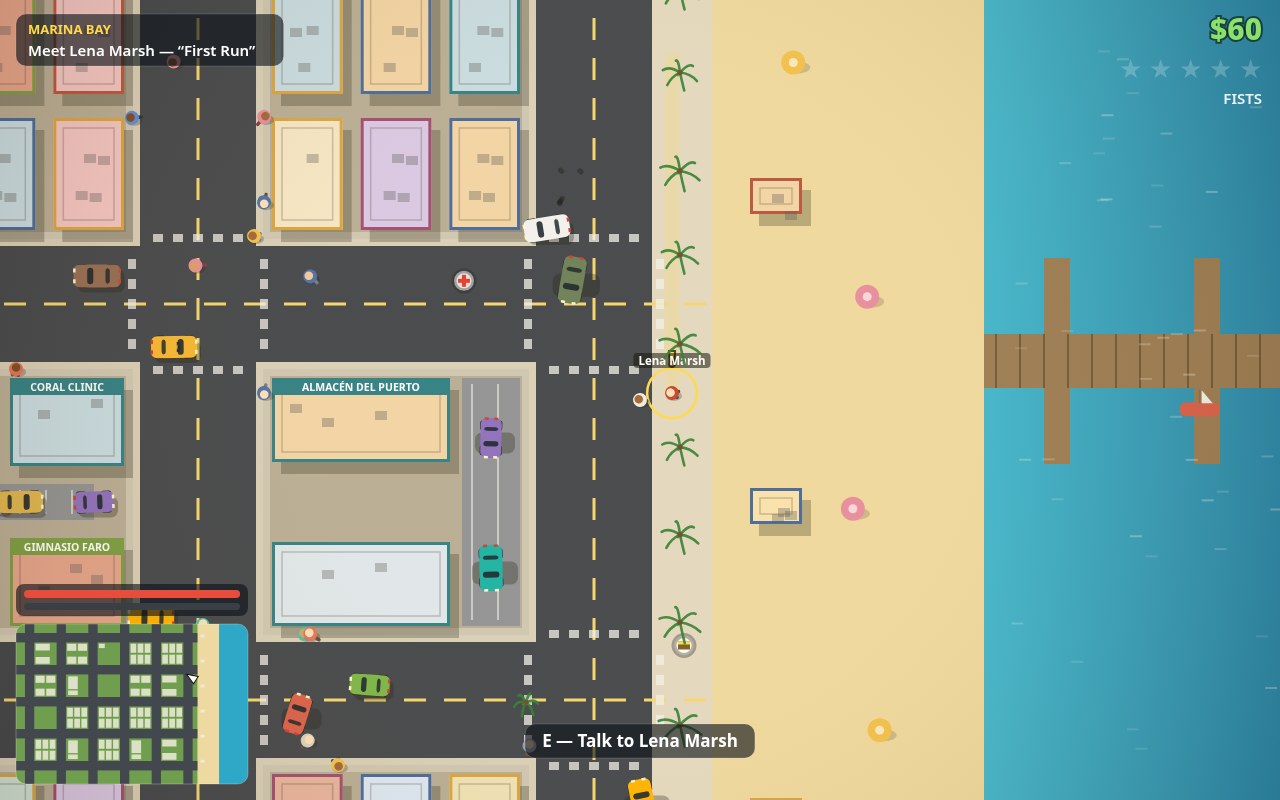 MARINA BAY
Meet Lena Marsh — “First Run”
$60
FISTS
Lena Marsh
CORAL CLINIC
ALMACÉN DEL PUERTO
GIMNASIO FARO
E — Talk to Lena Marsh